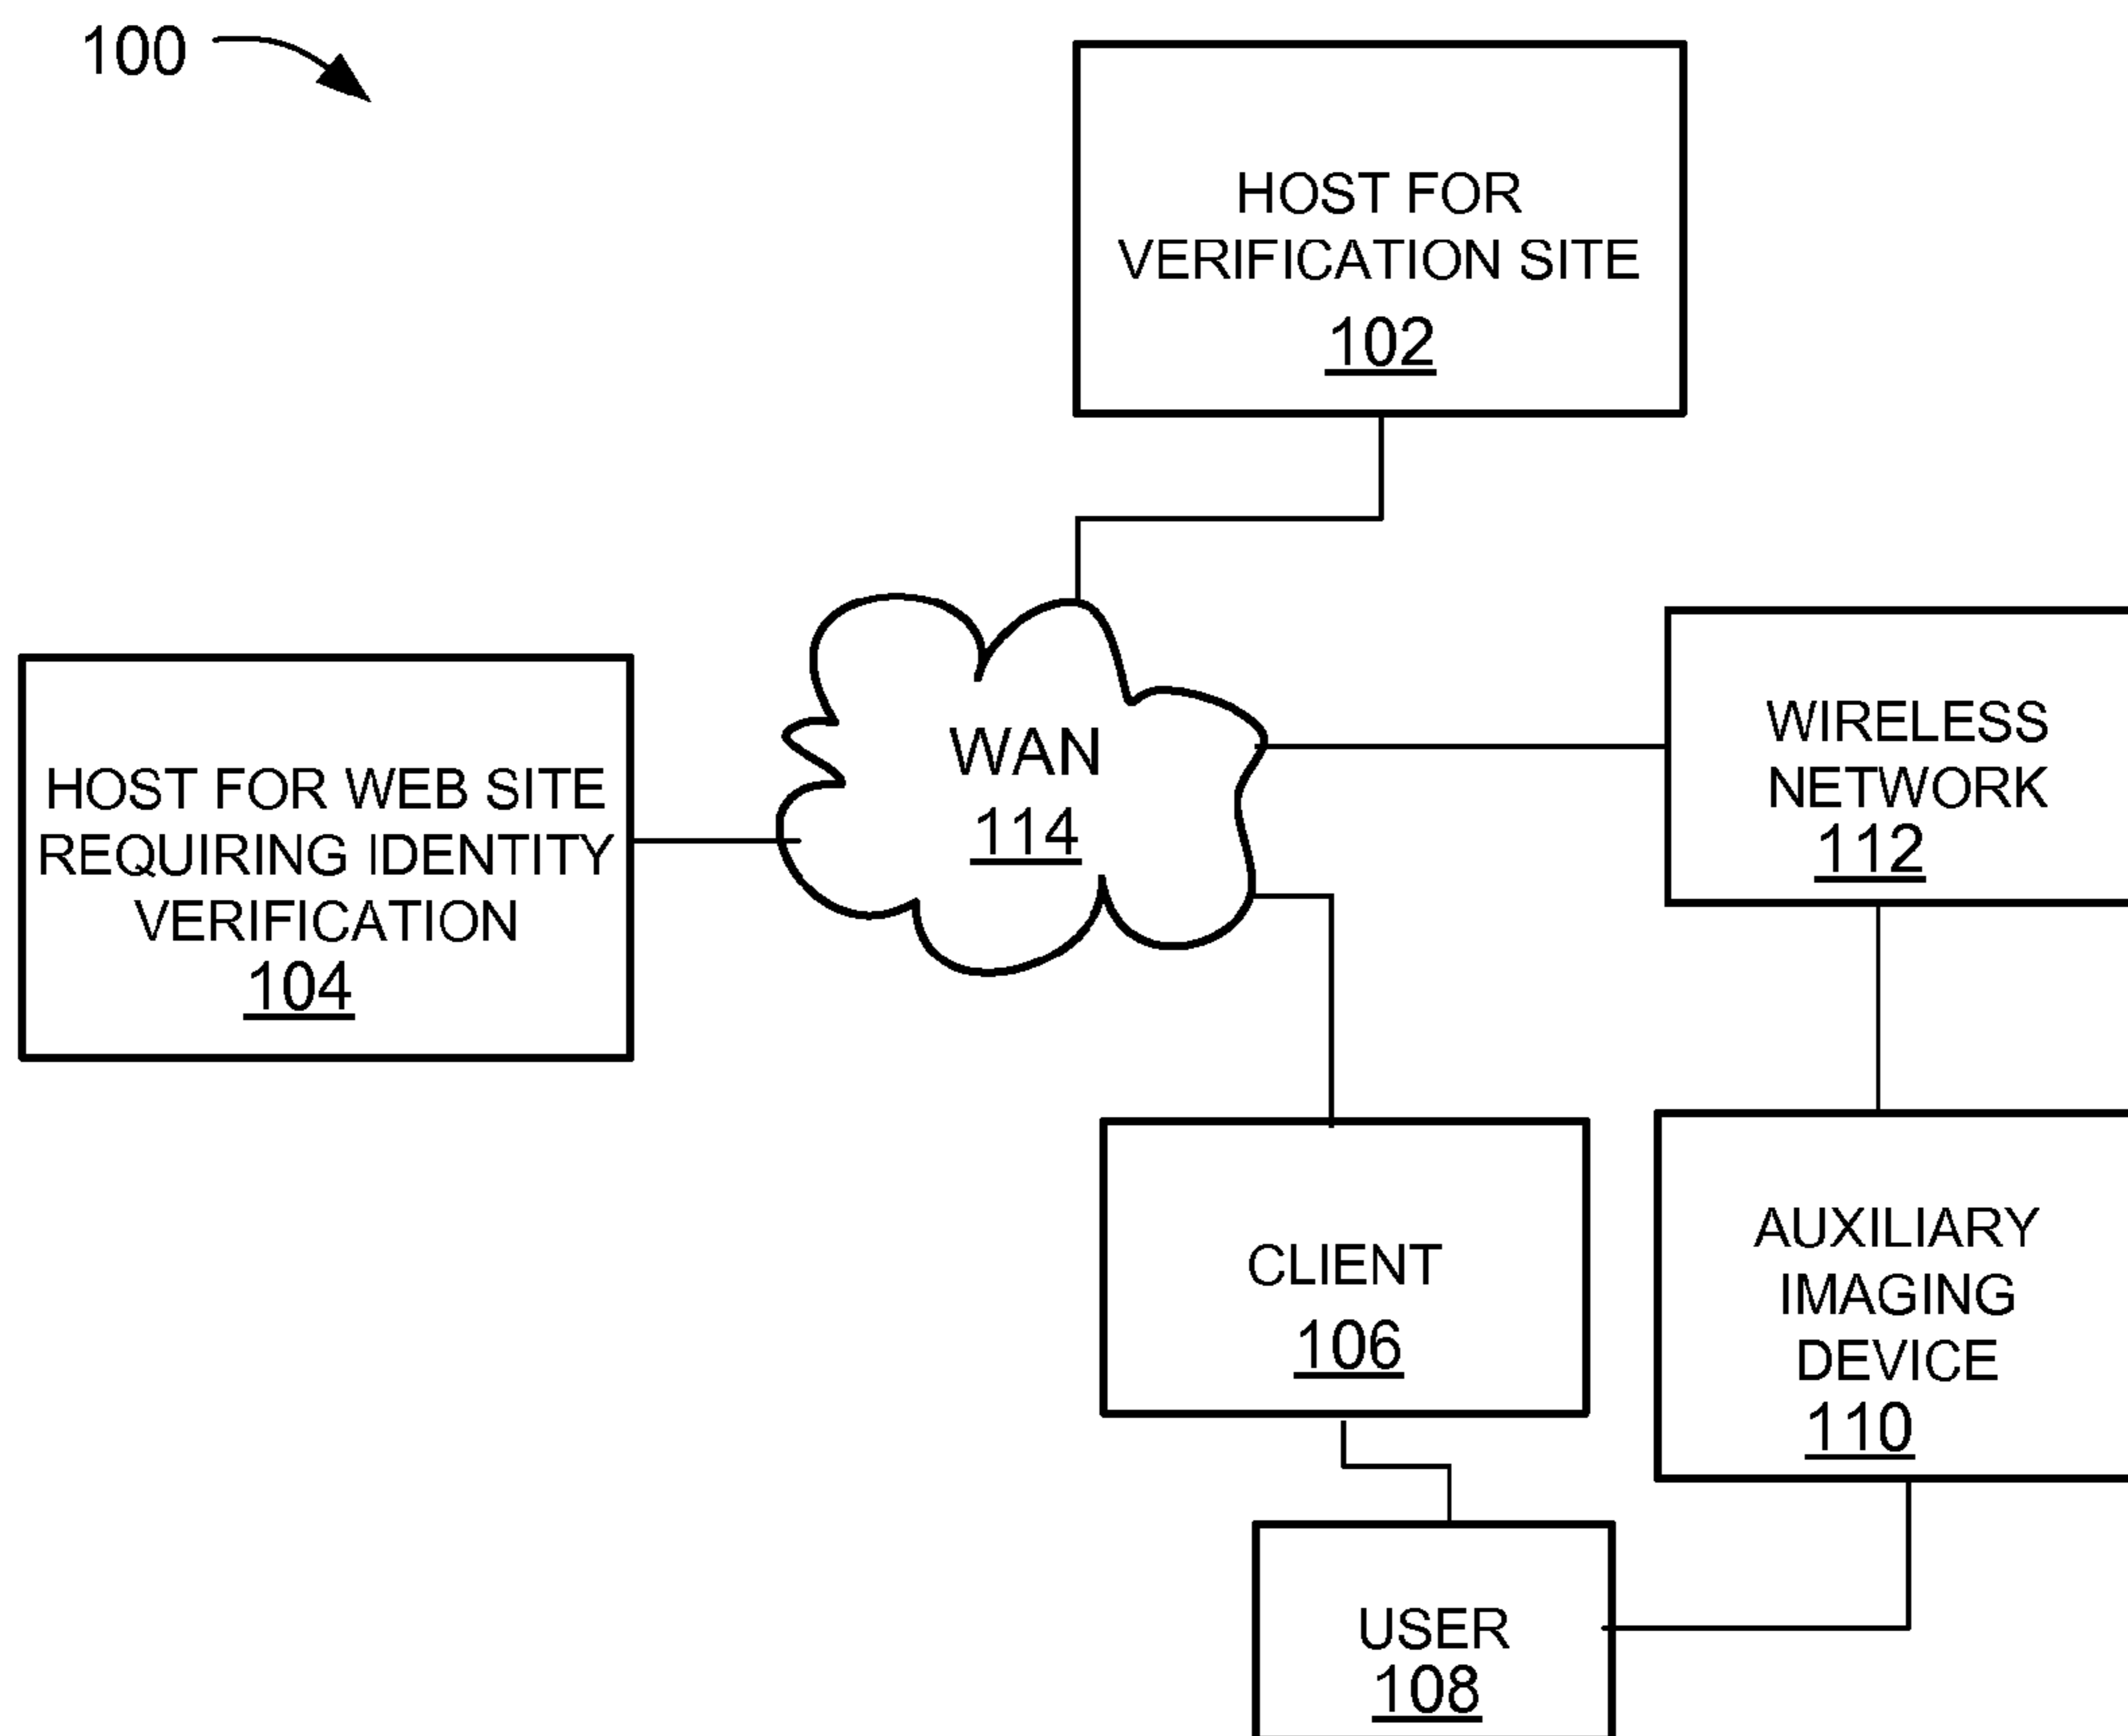 100
HOST FOR
VERIFICATION SITE
102
HOST FOR WEB SITE
REQUIRING IDENTITY
VERIFICATION
104
WAN
114
WIRELESS
NETWORK
112
CLIENT
106
AUXILIARY
IMAGING
DEVICE
110
USER
108